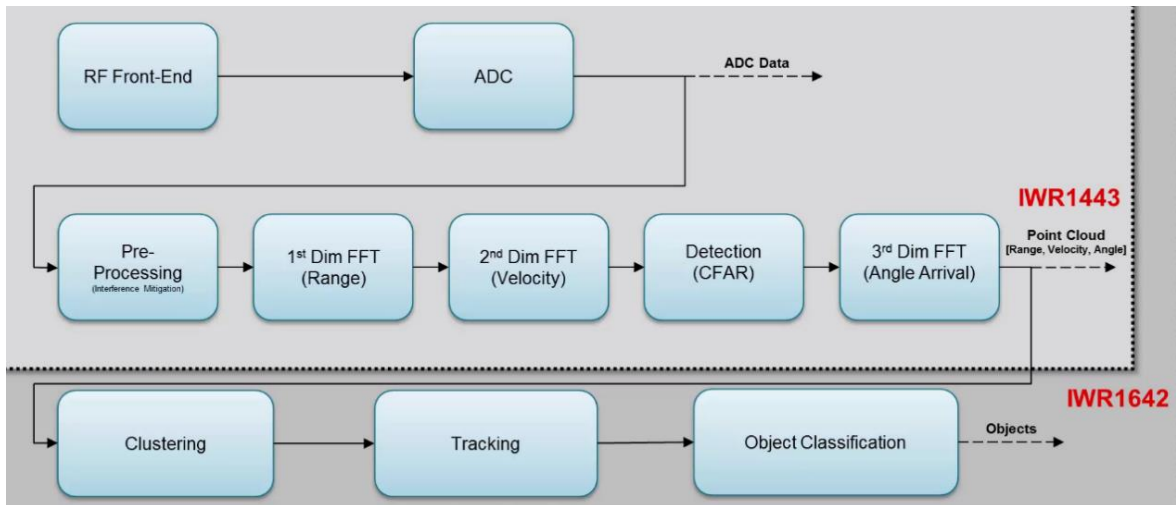 RF Front-End
ADC
ADC Data
IWR1443
Pre-
Processing
(Interference Mitigation)
1st Dim FFT
(Range)
2nd Dim FFT
(Velocity)
Detection
(CFAR)
3rd Dim FFT
(Angle Arrival)
Point Cloud
[Range, Velocity, Angle]
IWR1642
Clustering
Tracking
Object Classification
Objects